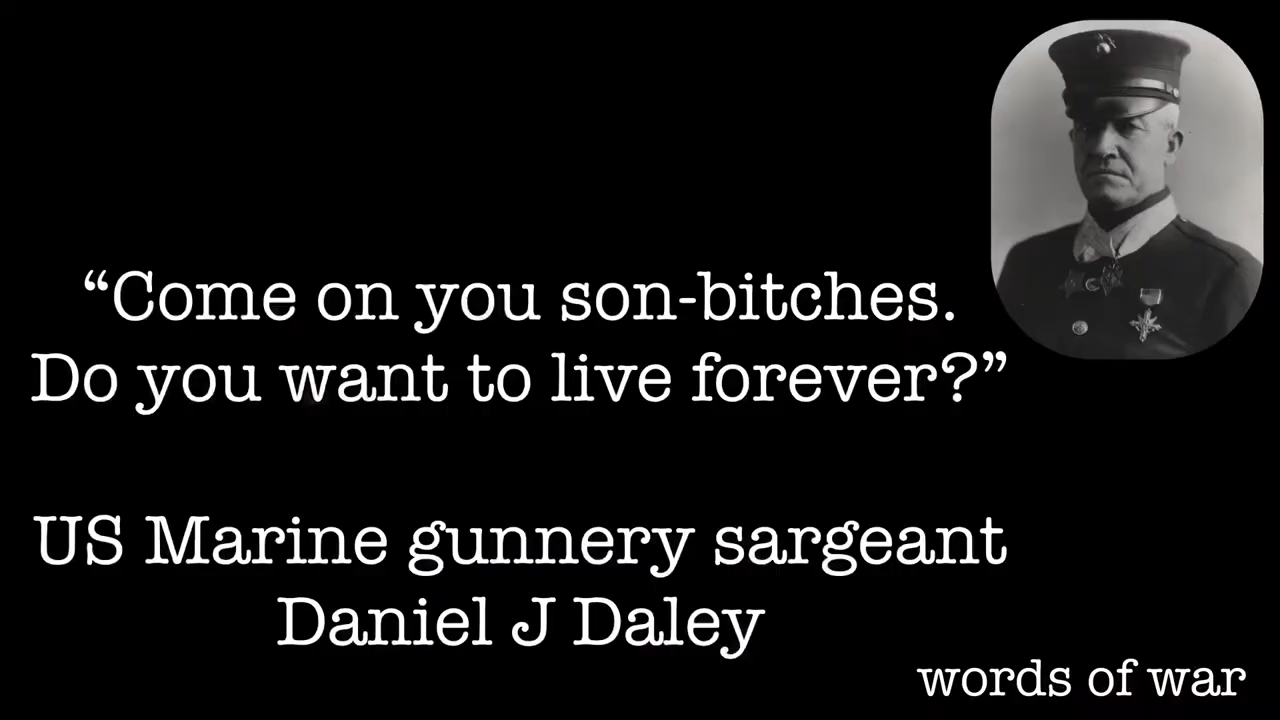 “Come on you son-bitches.
Do you want to live forever?”
US Marine gunnery sargeant
Daniel J Daley
words of war